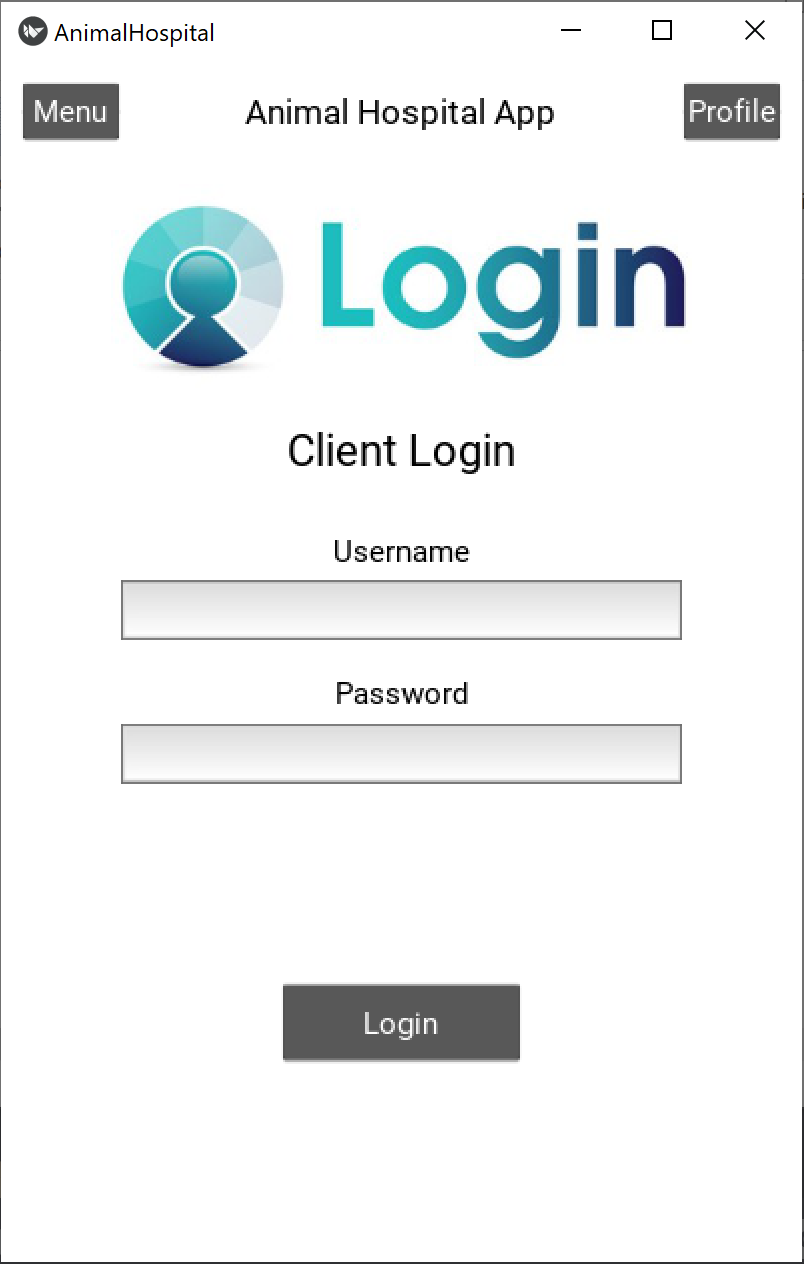 AnimalHospital
Menu Animal Hospital App Profile
Login
Client Login
Username
Password
Login